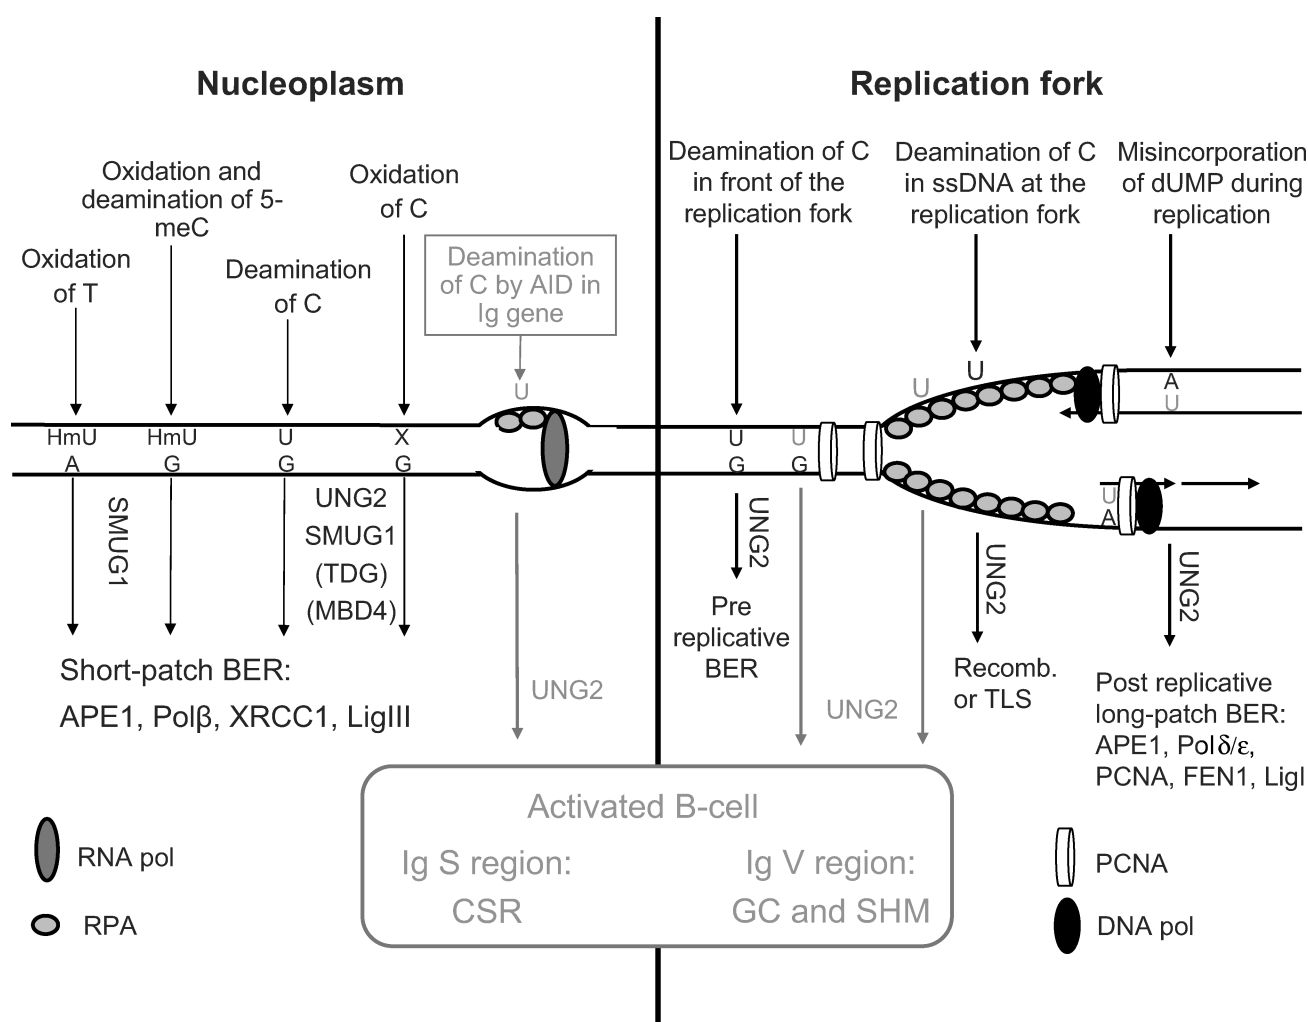 Nucleoplasm
Oxidation
of T
Oxidation and
deamination of 5-
meC
Deamination
of C
Oxidation
of C
Deamination
of C by AID in
Ig gene
U
HmU
A
HmU
G
U
G
X
G
SMUG1
UNG2
SMUG1
(TDG)
(MBD4)
Short-patch BER:
APE1, Polβ, XRCC1, LigIII
UNG2
RNA pol
RPA
Replication fork
Deamination of C
in front of the
replication fork
Deamination of C
in ssDNA at the
replication fork
Misincorporation
of dUMP during
replication
U
G
U
G
U
U
A
U
U
A
UNG2
Pre
replicative
BER
UNG2
UNG2
Recomb.
or TLS
UNG2
Post replicative
long-patch BER:
APE1, Polδ/ε,
PCNA, FEN1, LigI
Activated B-cell
Ig S region:
CSR
Ig V region:
GC and SHM
PCNA
DNA pol